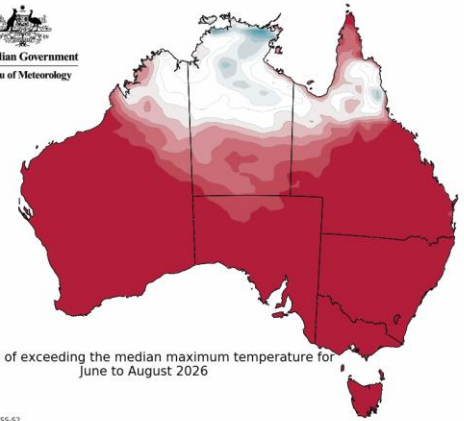 lian Government
u of Meteorology
of exceeding the median maximum temperature for
June to August 2026